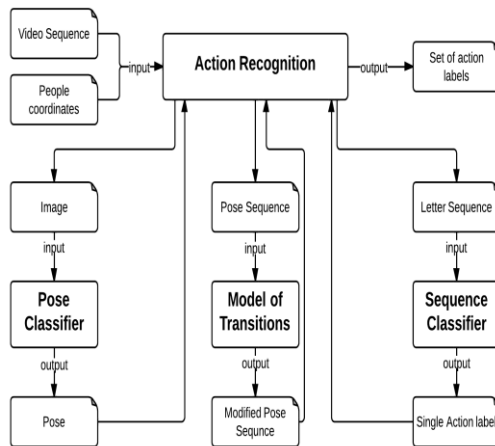 Video Sequence
input
Action Recognition
output
Set of action
labels
People
coordinates
Image
Pose Sequence
Letter Sequence
input
input
input
Pose
Classifier
Model of
Transitions
Sequence
Classifier
output
output
output
Pose
Modified Pose
Sequnce
Single Action label